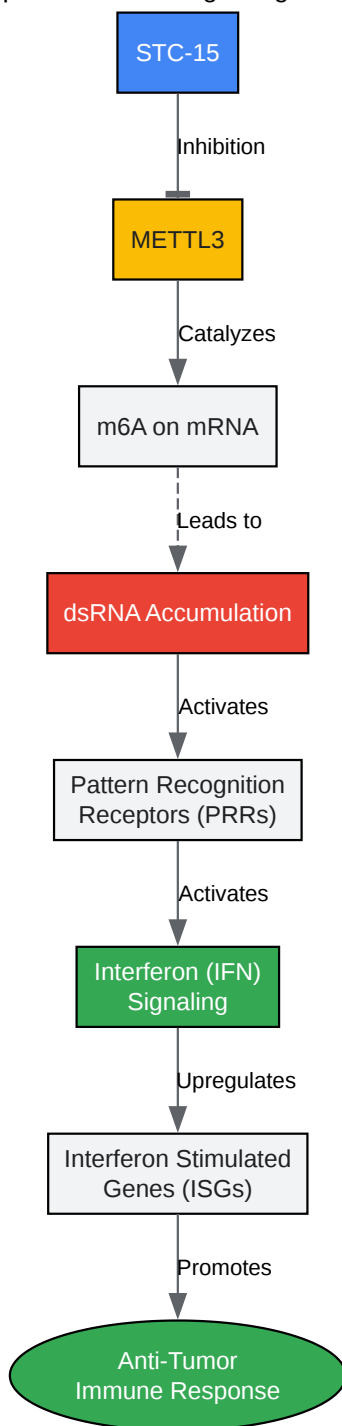 STC-15
Inhibition
METTL3
Catalyzes
m6A on mRNA
Leads to
dsRNA Accumulation
Activates
Pattern Recognition
Receptors (PRRs)
Activates
Interferon (IFN)
Signaling
Upregulates
Interferon Stimulated
Genes (ISGs)
Promotes
Anti-Tumor
Immune Response